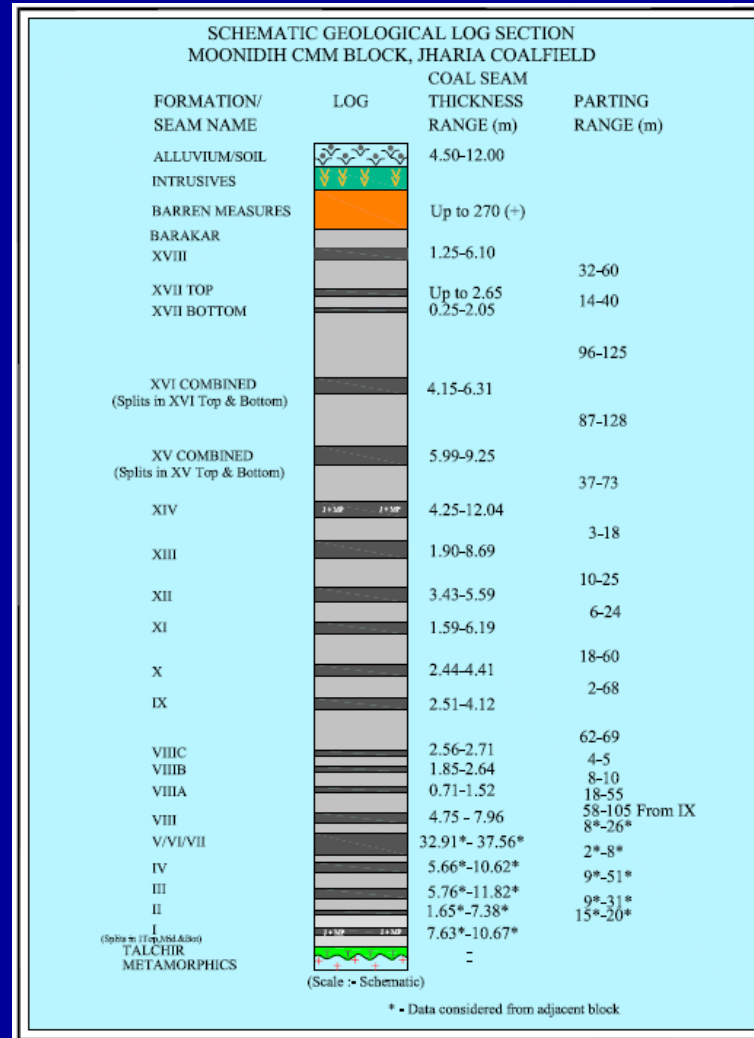 SCHEMATIC GEOLOGICAL LOG SECTION
MOONIDIH CMM BLOCK, JHARIA COALFIELD
COAL SEAM
FORMATION/ LOG THICKNESS PARTING
SEAM NAME RANGE (m) RANGE (m)
ALLUVIUM/SOIL 4.50-12.00
INTRUSIVES
BARREN MEASURES Up to 270 (+)
BARAKAR
XVIII 1.25-6.10
32-60
XVII TOP Up to 2.65
14-40
XVII BOTTOM 0.25-2.05
96-125
XVI COMBINED 4.15-6.31
(Splits in XVI Top & Bottom)
87-128
XV COMBINED 5.99-9.25
(Splits in XV Top & Bottom)
37-73
XIV J+MP J+MP 4.25-12.04
3-18
XIII 1.90-8.69
10-25
XII 3.43-5.59
6-24
XI 1.59-6.19
18-60
X 2.44-4.41
2-68
IX 2.51-4.12
62-69
VIIIC 2.56-2.71
4-5
VIIIB 1.85-2.64
8-10
VIIIA 0.71-1.52
18-55
58-105 From IX
VIII 4.75 - 7.96
8*-26*
V/VI/VII 32.91*- 37.56*
2*-8*
IV 5.66*-10.62*
9*-51*
III 5.76*-11.82*
9*-31*
II 1.65*-7.38*
15*-20*
I J+MP J+MP 7.63*-10.67*
(Splits in ITop,Mid.&Bot)
TALCHIR -
METAMORPHICS -
(Scale :- Schematic)
* - Data considered from adjacent block